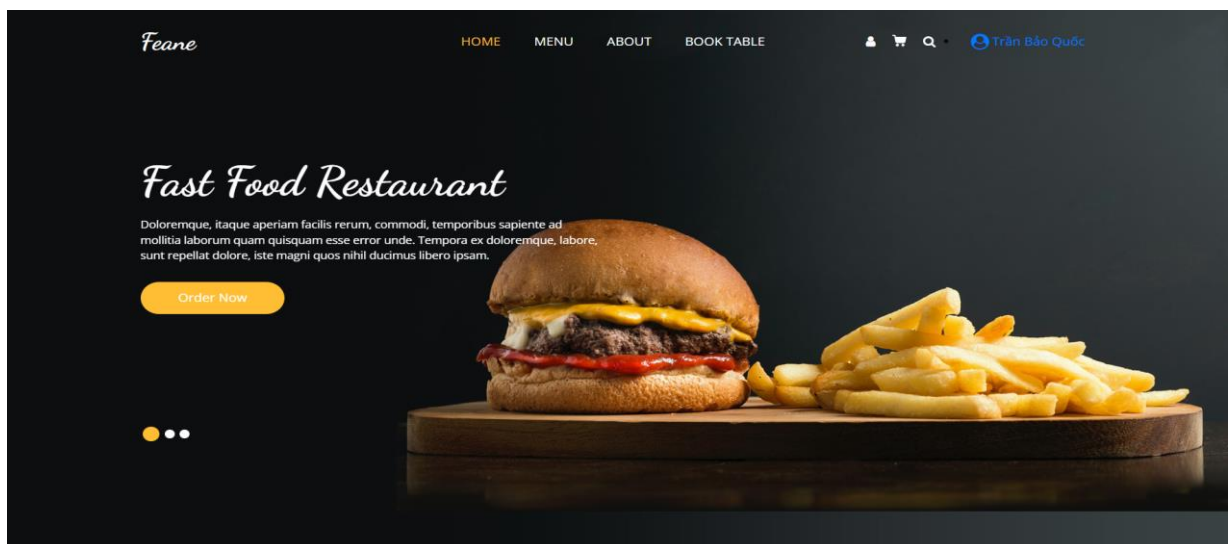 Feane
HOME MENU ABOUT BOOK TABLE
Trần Bảo Quốc
Fast Food Restaurant
Doloremque, itaque aperiam facilis rerum, commodi, temporibus sapiente ad
mollitia laborum quam quisquam esse error unde. Tempora ex doloremque, labore,
sunt repellat dolore, iste magni quos nihil ducimus libero ipsam.
Order Now